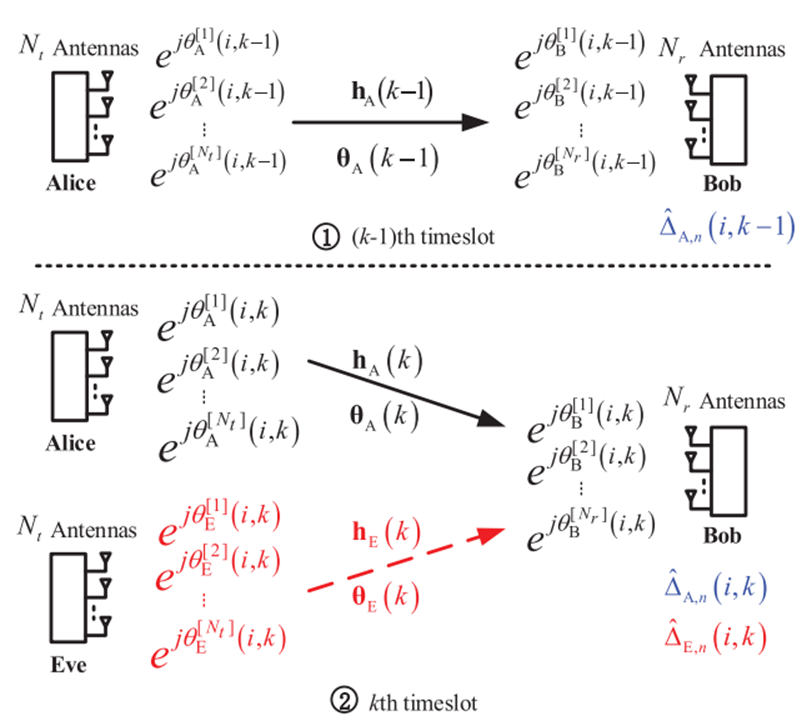 N_t Antennas
Alice
e^{jθ_A^{[1]}(i,k−1)}
e^{jθ_A^{[2]}(i,k−1)}
⋮
e^{jθ_A^{[N_t]}(i,k−1)}
h_A(k−1)
θ_A(k−1)
e^{jθ_B^{[1]}(i,k−1)}
e^{jθ_B^{[2]}(i,k−1)}
⋮
e^{jθ_B^{[N_r]}(i,k−1)}
N_r Antennas
Bob
Δ̂_{A,n}(i,k−1)
① (k-1)th timeslot
N_t Antennas
Alice
e^{jθ_A^{[1]}(i,k)}
e^{jθ_A^{[2]}(i,k)}
⋮
e^{jθ_A^{[N_t]}(i,k)}
h_A(k)
θ_A(k)
N_t Antennas
Eve
e^{jθ_E^{[1]}(i,k)}
e^{jθ_E^{[2]}(i,k)}
⋮
e^{jθ_E^{[N_t]}(i,k)}
h_E(k)
θ_E(k)
e^{jθ_B^{[1]}(i,k)}
e^{jθ_B^{[2]}(i,k)}
⋮
e^{jθ_B^{[N_r]}(i,k)}
N_r Antennas
Bob
Δ̂_{A,n}(i,k)
Δ̂_{E,n}(i,k)
② kth timeslot